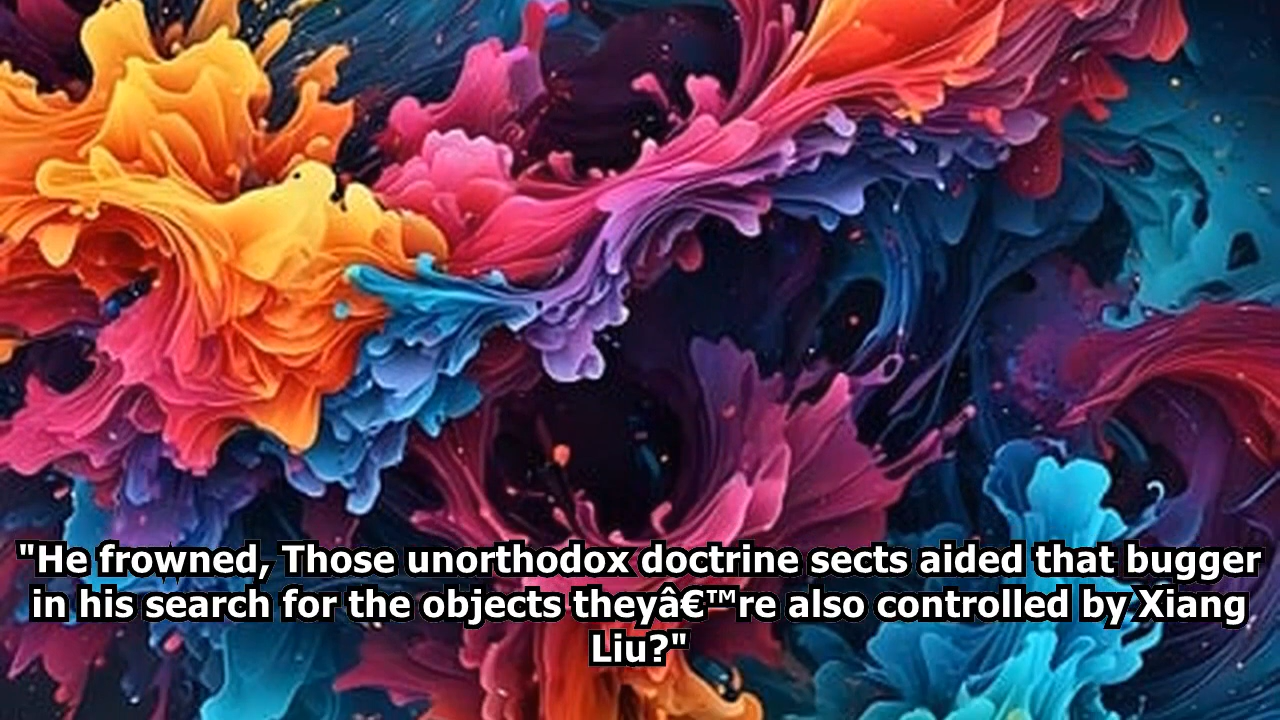 "He frowned, Those unorthodox doctrine sects aided that bugger
in his search for the objects theyâ€™re also controlled by Xiang
Liu?"